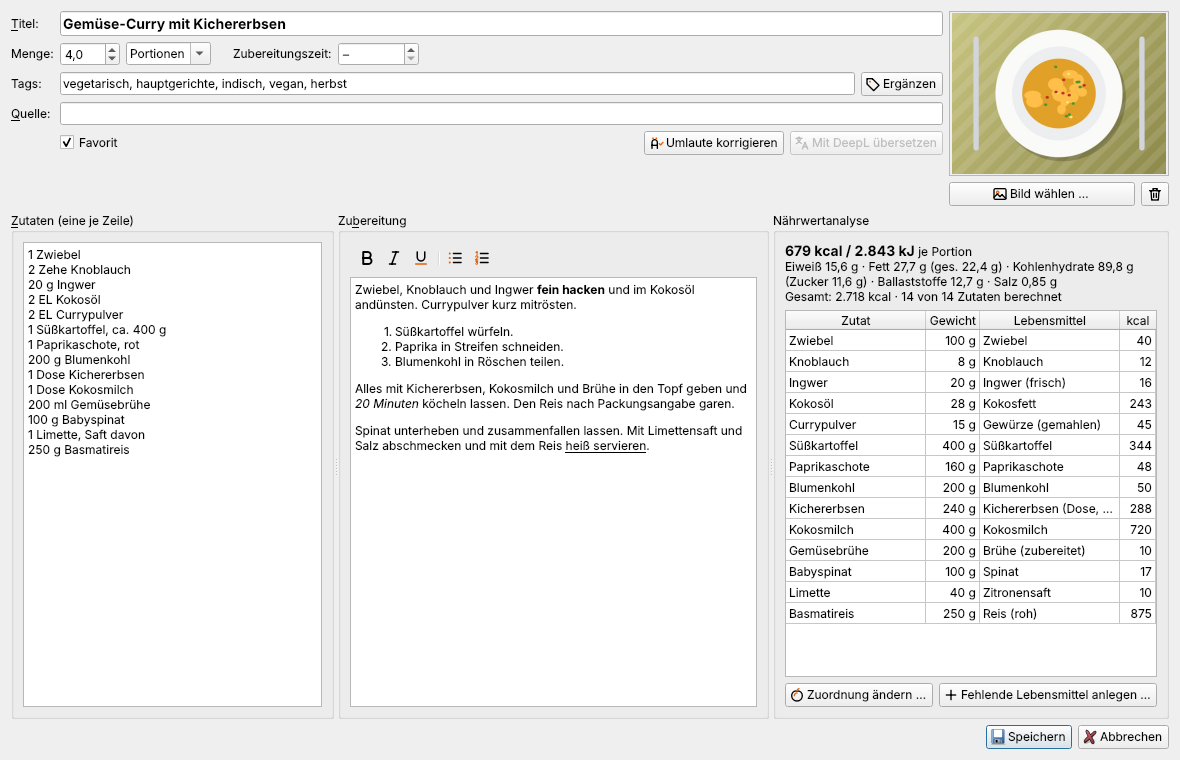 Titel: Gemüse-Curry mit Kichererbsen
Menge: 4,0 Portionen Zubereitungszeit: –
Tags: vegetarisch, hauptgerichte, indisch, vegan, herbst Ergänzen
Quelle:
Favorit Umlaute korrigieren Mit DeepL übersetzen
Bild wählen ...
Zutaten (eine je Zeile)
1 Zwiebel
2 Zehe Knoblauch
20 g Ingwer
2 EL Kokosöl
2 EL Currypulver
1 Süßkartoffel, ca. 400 g
1 Paprikaschote, rot
200 g Blumenkohl
1 Dose Kichererbsen
1 Dose Kokosmilch
200 ml Gemüsebrühe
100 g Babyspinat
1 Limette, Saft davon
250 g Basmatireis
Zubereitung
B I U
Zwiebel, Knoblauch und Ingwer fein hacken und im Kokosöl
andünsten. Currypulver kurz mitrösten.
1. Süßkartoffel würfeln.
2. Paprika in Streifen schneiden.
3. Blumenkohl in Röschen teilen.
Alles mit Kichererbsen, Kokosmilch und Brühe in den Topf geben und
20 Minuten köcheln lassen. Den Reis nach Packungsangabe garen.
Spinat unterheben und zusammenfallen lassen. Mit Limettensaft und
Salz abschmecken und mit dem Reis heiß servieren.
Nährwertanalyse
679 kcal / 2.843 kJ je Portion
Eiweiß 15,6 g · Fett 27,7 g (ges. 22,4 g) · Kohlenhydrate 89,8 g
(Zucker 11,6 g) · Ballaststoffe 12,7 g · Salz 0,85 g
Gesamt: 2.718 kcal · 14 von 14 Zutaten berechnet
Zutat Gewicht Lebensmittel kcal
Zwiebel 100 g Zwiebel 40
Knoblauch 8 g Knoblauch 12
Ingwer 20 g Ingwer (frisch) 16
Kokosöl 28 g Kokosfett 243
Currypulver 15 g Gewürze (gemahlen) 45
Süßkartoffel 400 g Süßkartoffel 344
Paprikaschote 160 g Paprikaschote 48
Blumenkohl 200 g Blumenkohl 50
Kichererbsen 240 g Kichererbsen (Dose, ... 288
Kokosmilch 400 g Kokosmilch 720
Gemüsebrühe 200 g Brühe (zubereitet) 10
Babyspinat 100 g Spinat 17
Limette 40 g Zitronensaft 10
Basmatireis 250 g Reis (roh) 875
Zuordnung ändern ... Fehlende Lebensmittel anlegen ...
Speichern Abbrechen